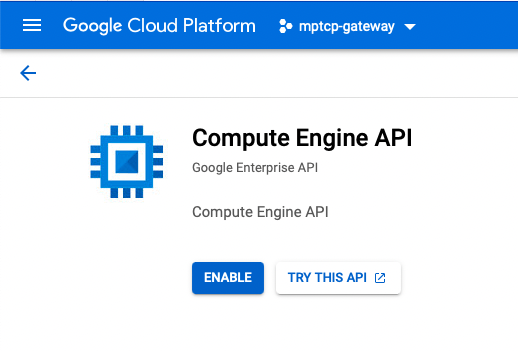 Google Cloud Platform mptcp-gateway
Compute Engine API
Google Enterprise API
Compute Engine API
ENABLE TRY THIS API